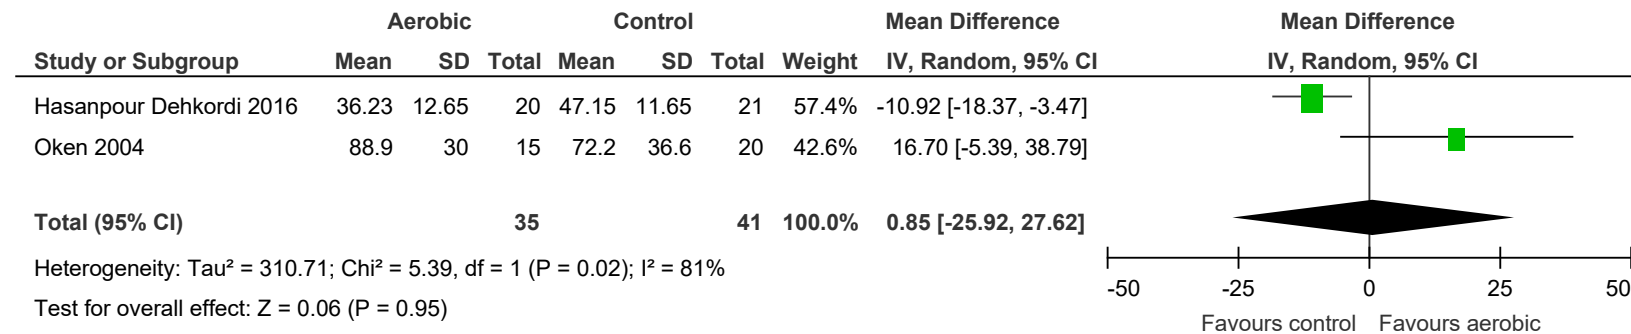 Aerobic Control Mean Difference Mean Difference
Study or Subgroup Mean SD Total Mean SD Total Weight IV, Random, 95% CI IV, Random, 95% CI
Hasanpour Dehkordi 2016 36.23 12.65 20 47.15 11.65 21 57.4% -10.92 [-18.37, -3.47]
Oken 2004 88.9 30 15 72.2 36.6 20 42.6% 16.70 [-5.39, 38.79]
Total (95% CI) 35 41 100.0% 0.85 [-25.92, 27.62]
Heterogeneity: Tau² = 310.71; Chi² = 5.39, df = 1 (P = 0.02); I² = 81%
Test for overall effect: Z = 0.06 (P = 0.95)
-50 -25 0 25 50
Favours control Favours aerobic